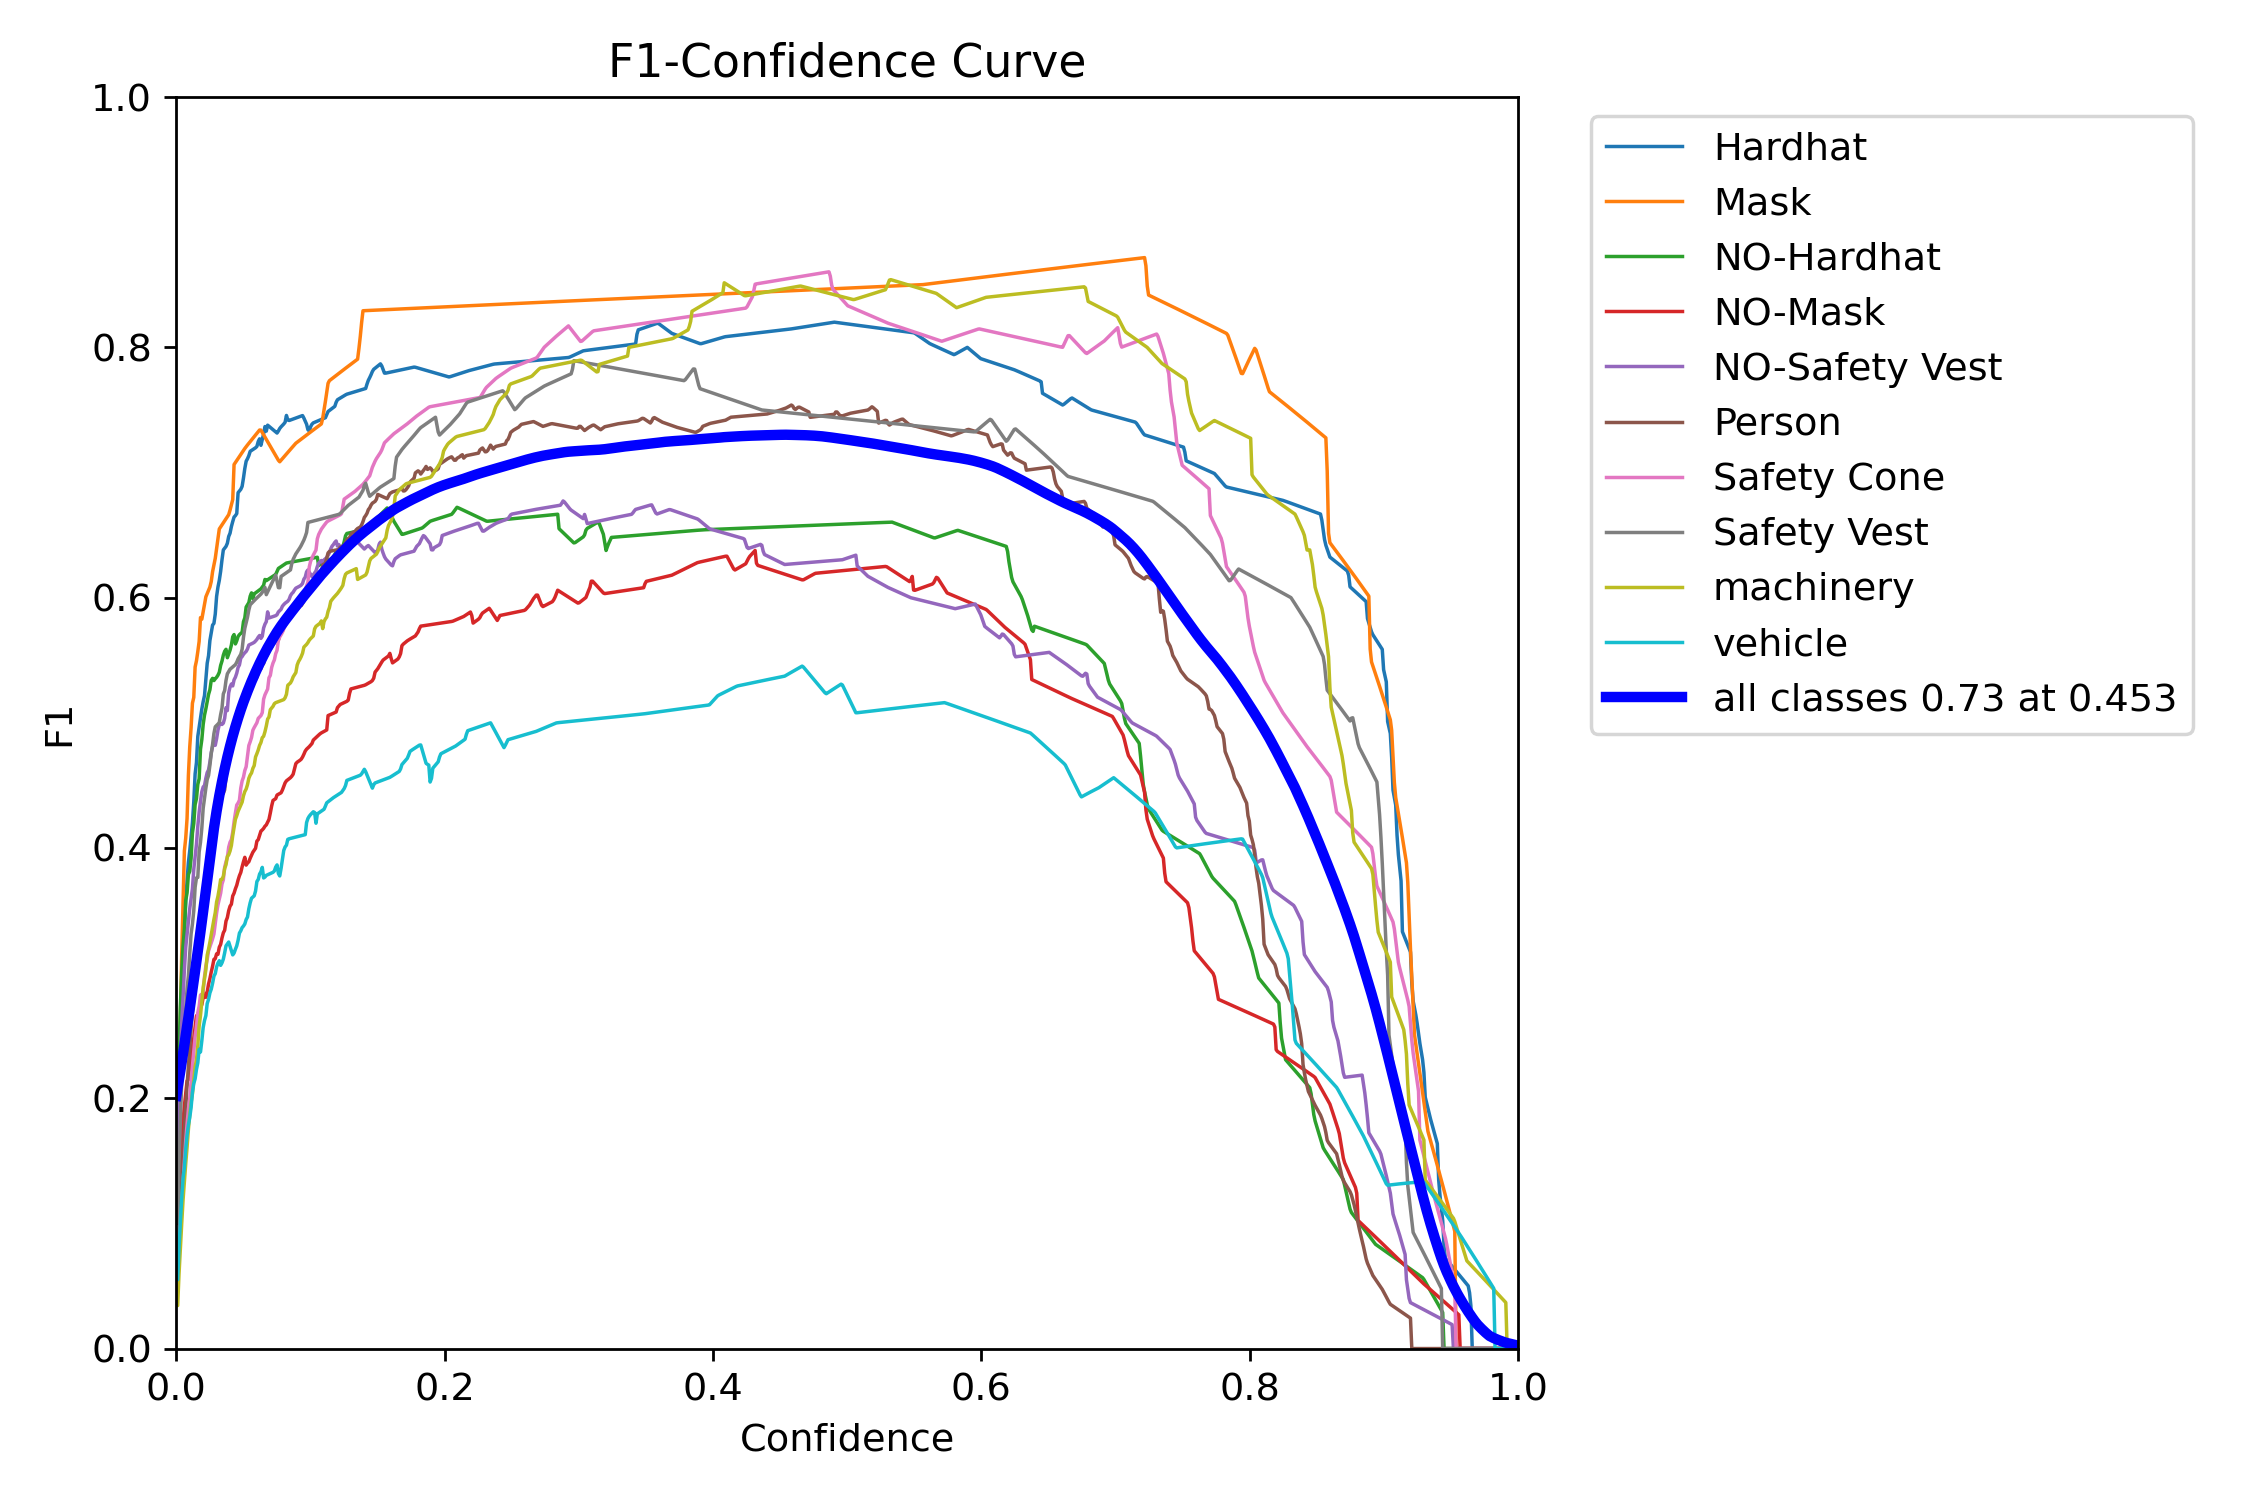 F1-Confidence Curve
1.0
0.8
0.6
0.4
0.2
0.0
F1
0.0 0.2 0.4 0.6 0.8 1.0
Confidence
Hardhat
Mask
NO-Hardhat
NO-Mask
NO-Safety Vest
Person
Safety Cone
Safety Vest
machinery
vehicle
all classes 0.73 at 0.453